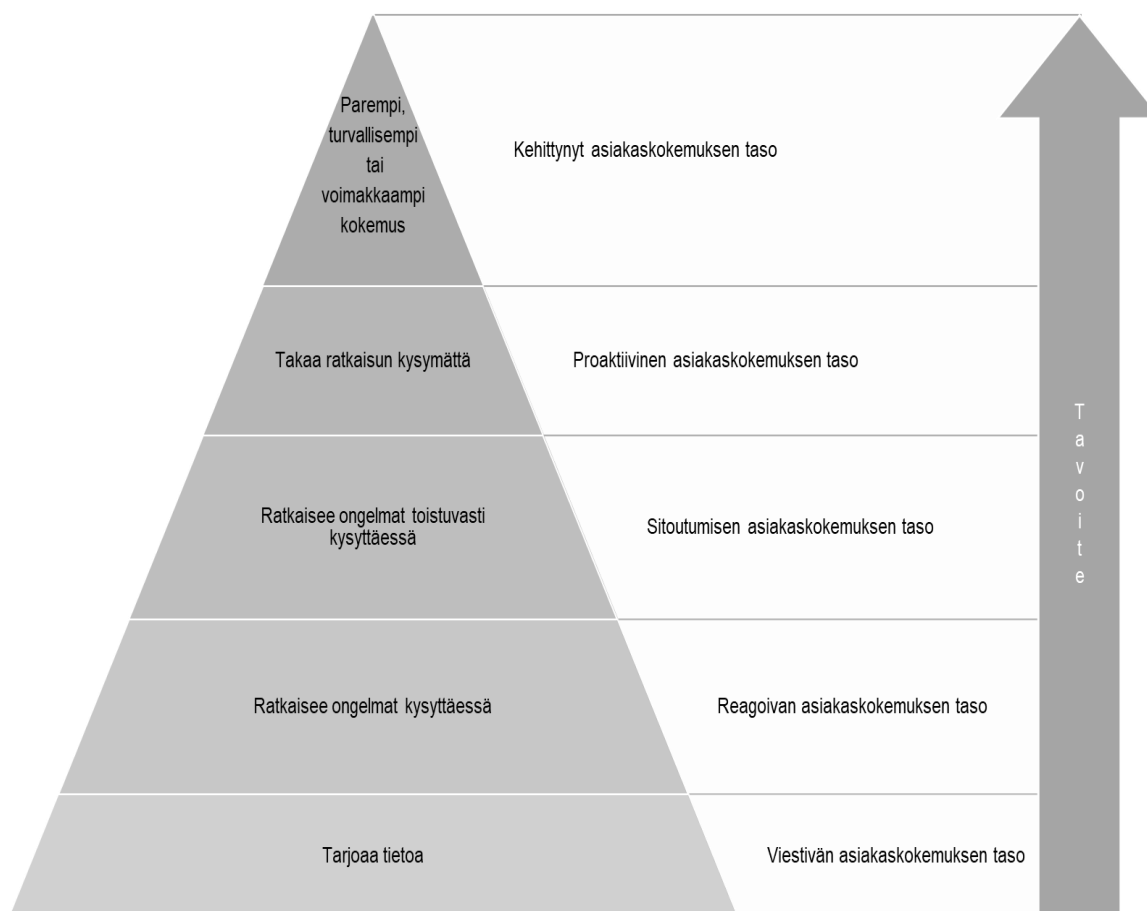 Parempi,
turvallisempi
tai
voimakkaampi
kokemus
Kehittynyt asiakaskokemuksen taso
Takaa ratkaisun kysymättä
Proaktiivinen asiakaskokemuksen taso
Ratkaisee ongelmat toistuvasti
kysyttäessä
Sitoutumisen asiakaskokemuksen taso
Ratkaisee ongelmat kysyttäessä
Reagoivan asiakaskokemuksen taso
Tarjoaa tietoa
Viestivän asiakaskokemuksen taso
Tavoite